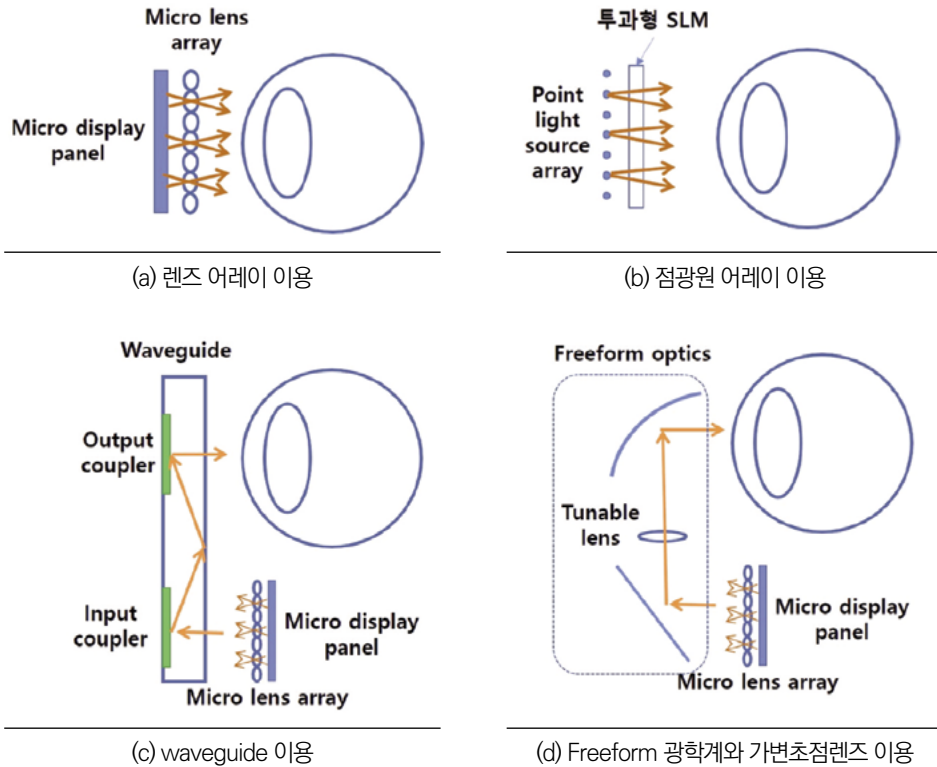 Micro lens
array
Micro display
panel
(a) 렌즈 어레이 이용
투과형 SLM
Point
light
source
array
(b) 점광원 어레이 이용
Waveguide
Output
coupler
Input
coupler
Micro display
panel
Micro lens array
(c) waveguide 이용
Freeform optics
Tunable
lens
Micro display
panel
Micro lens array
(d) Freeform 광학계와 가변초점렌즈 이용